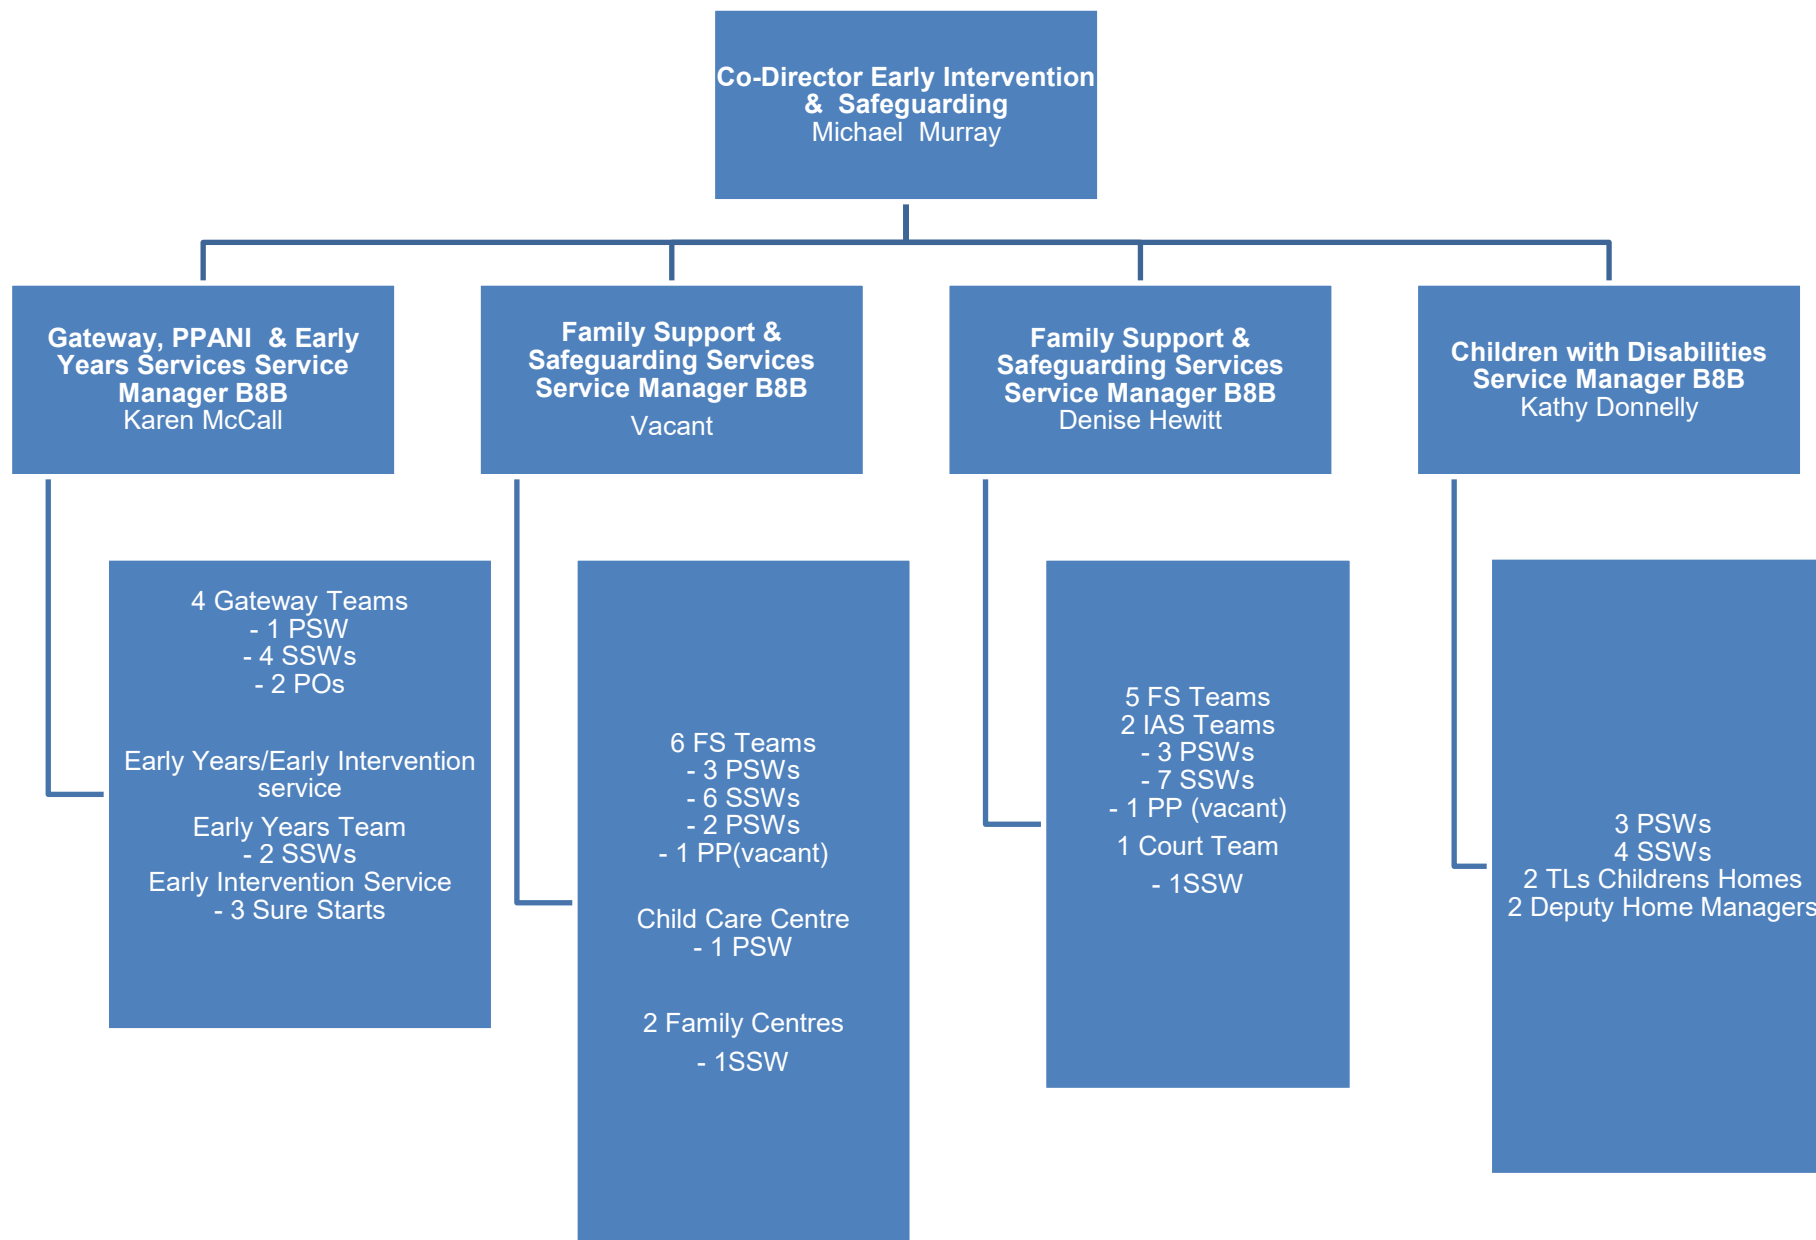 Co-Director Early Intervention
& Safeguarding
Michael Murray
Gateway, PPANI & Early
Years Services Service
Manager B8B
Karen McCall
Family Support &
Safeguarding Services
Service Manager B8B
Vacant
Family Support &
Safeguarding Services
Service Manager B8B
Denise Hewitt
Children with Disabilities
Service Manager B8B
Kathy Donnelly
4 Gateway Teams
- 1 PSW
- 4 SSWs
- 2 POs
Early Years/Early Intervention
service
Early Years Team
- 2 SSWs
Early Intervention Service
- 3 Sure Starts
6 FS Teams
- 3 PSWs
- 6 SSWs
- 2 PSWs
- 1 PP(vacant)
Child Care Centre
- 1 PSW
2 Family Centres
- 1SSW
5 FS Teams
2 IAS Teams
- 3 PSWs
- 7 SSWs
- 1 PP (vacant)
1 Court Team
- 1SSW
3 PSWs
4 SSWs
2 TLs Childrens Homes
2 Deputy Home Managers